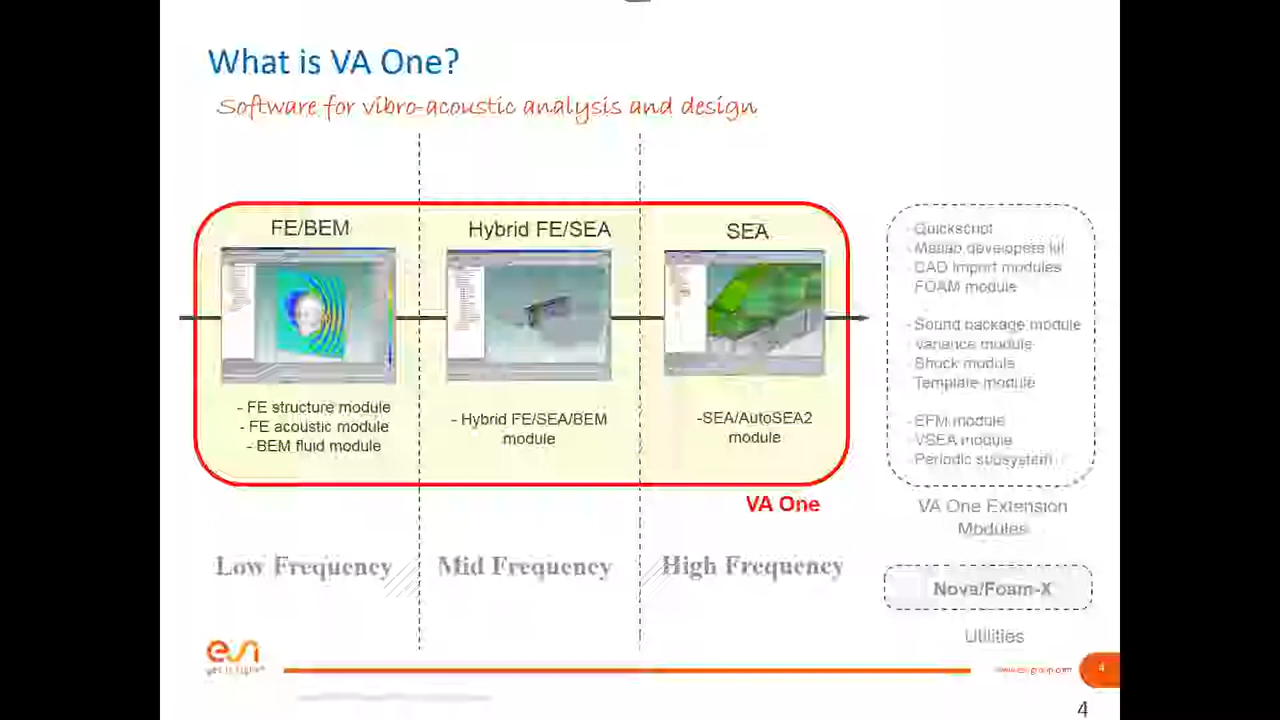 What is VA One?
Software for vibro-acoustic analysis and design
FE/BEM
- FE structure module
- FE acoustic module
- BEM fluid module
Hybrid FE/SEA
- Hybrid FE/SEA/BEM
module
SEA
-SEA/AutoSEA2
module
VA One
Low Frequency
Mid Frequency
High Frequency
- Quickscript
- Matlab developers kit
- CAD import modules
- FOAM module
- Sound package module
- Variance module
- Shock module
- Template module
- EFM module
- VSEA module
- Periodic subsystem
VA One Extension
Modules
Nova/Foam-X
Utilities
esi
get it right®
www.esi-group.com
4
4